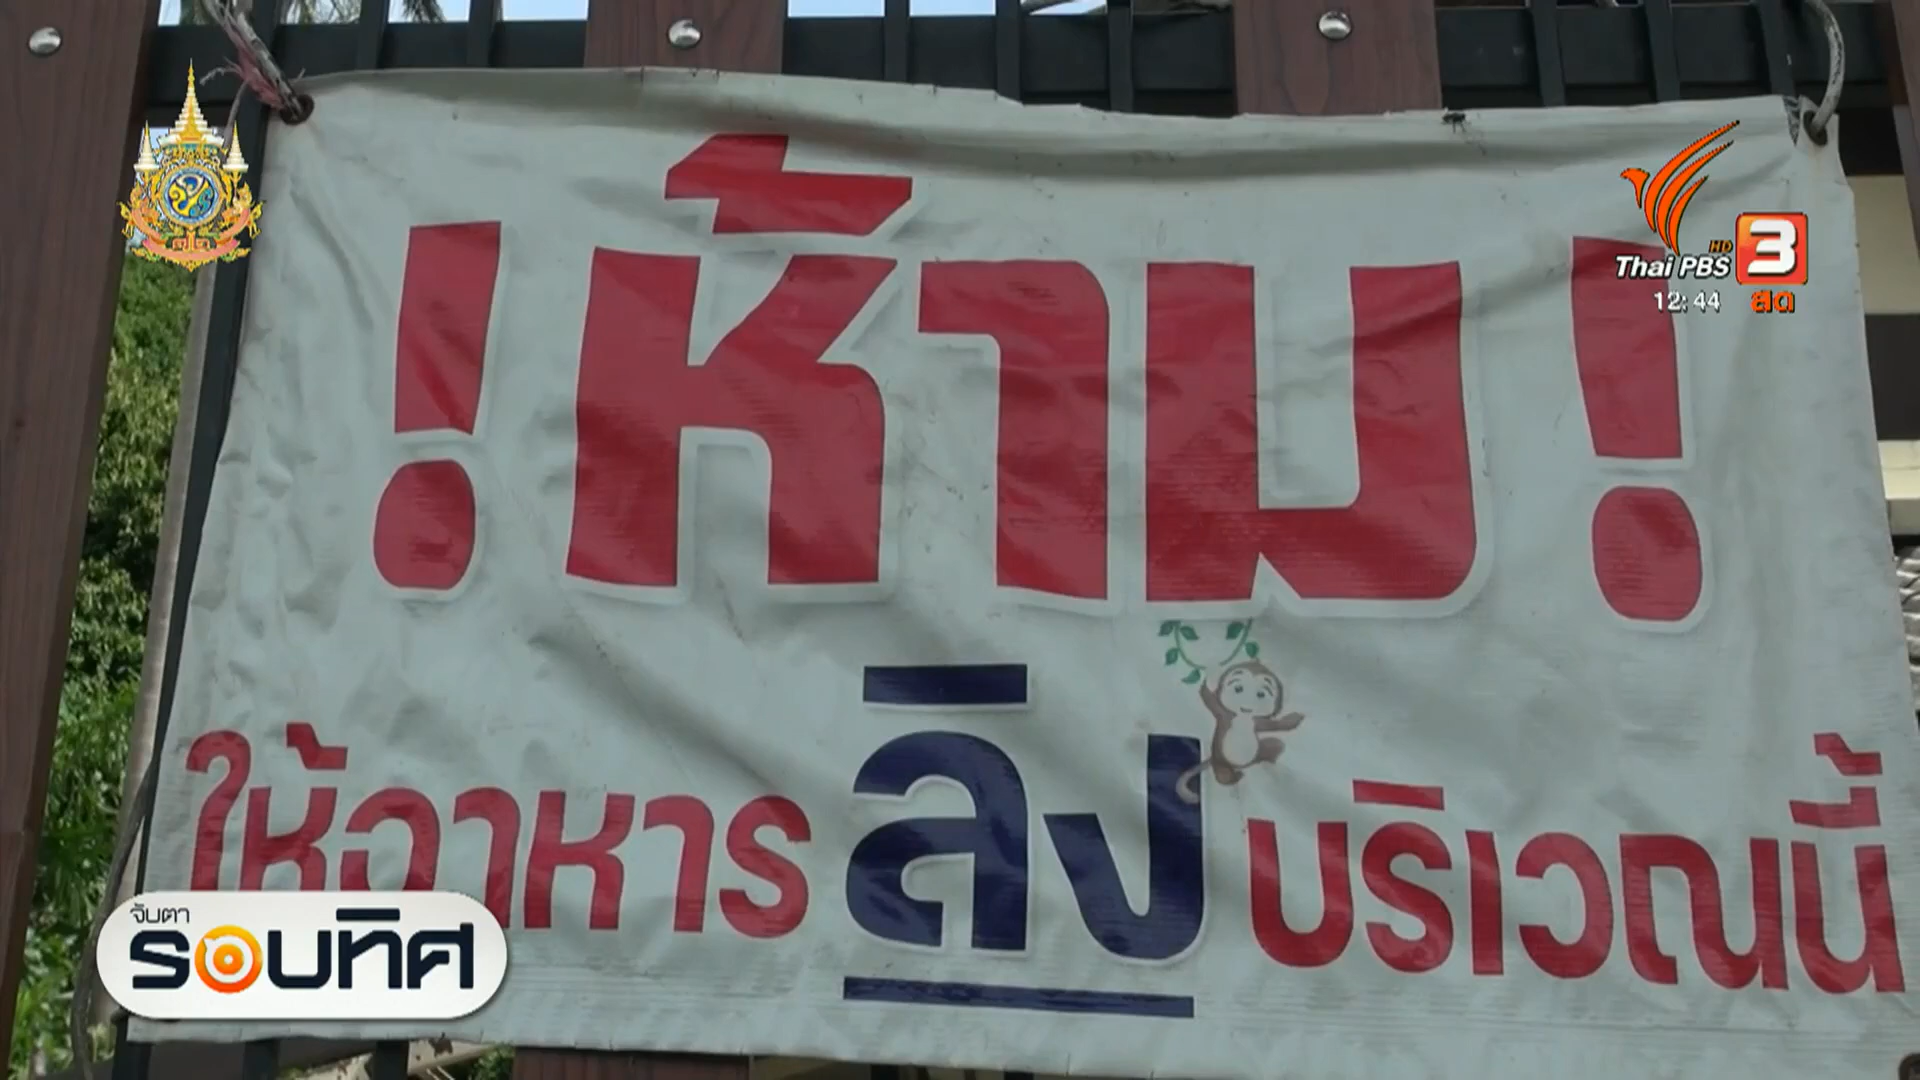 Thai PBS HD 3
12:44 สด
! ห้าม !
ให้อาหาร ลิง บริเวณนี้
จับตา
รอบทิศ